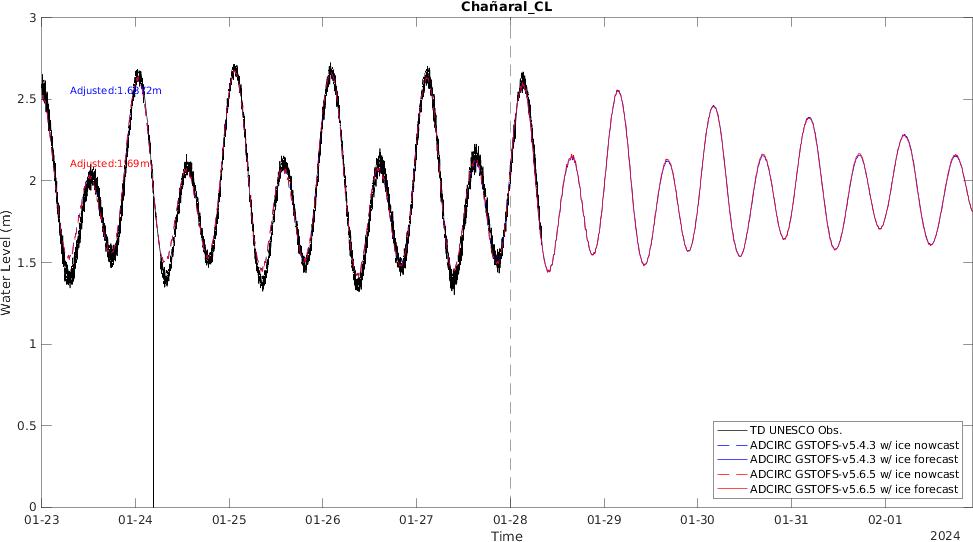 Chañaral_CL
3
2.5
2
1.5
1
0.5
0
Water Level (m)
Adjusted:1.6872m
Adjusted:1.69m
TD UNESCO Obs.
ADCIRC GSTOFS-v5.4.3 w/ ice nowcast
ADCIRC GSTOFS-v5.4.3 w/ ice forecast
ADCIRC GSTOFS-v5.6.5 w/ ice nowcast
ADCIRC GSTOFS-v5.6.5 w/ ice forecast
01-23 01-24 01-25 01-26 01-27 01-28 01-29 01-30 01-31 02-01
Time
2024